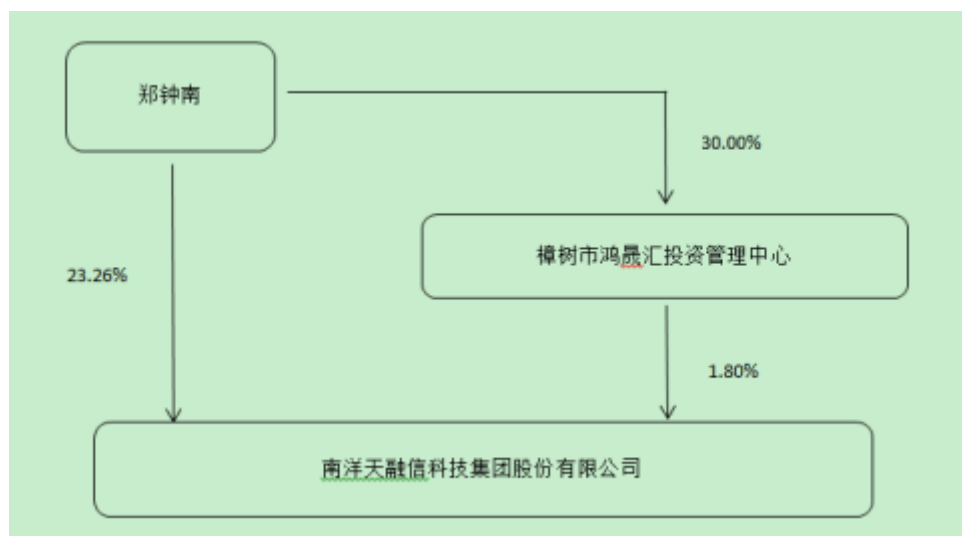 郑钟南
30.00%
樟树市鸿晟汇投资管理中心
23.26%
1.80%
南洋天融信科技集团股份有限公司